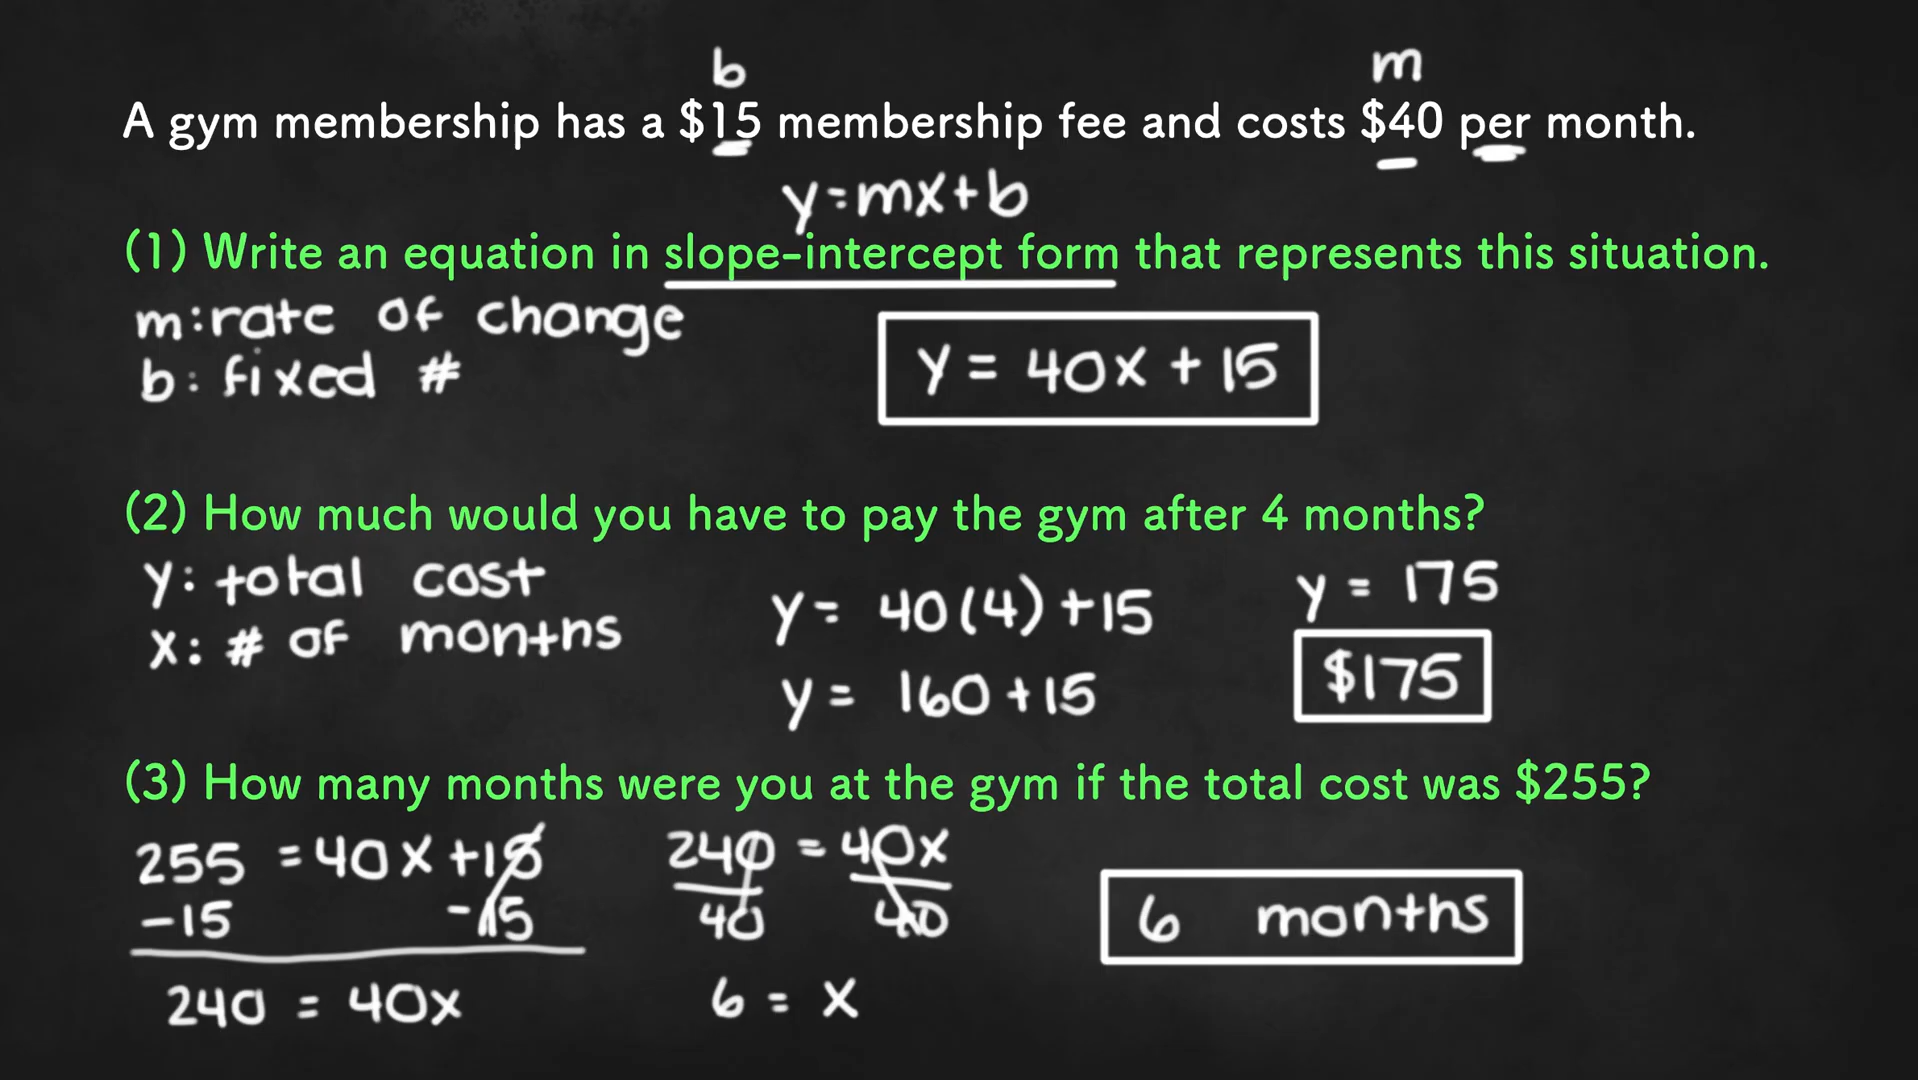 b m
A gym membership has a $15 membership fee and costs $40 per month.
y=mx+b
(1) Write an equation in slope-intercept form that represents this situation.
m:rate of change
b: fixed #
y = 40x + 15
(2) How much would you have to pay the gym after 4 months?
y: total cost
x: # of months
y= 40(4)+15
y= 160+15
y = 175
$175
(3) How many months were you at the gym if the total cost was $255?
255 =40x+15
-15 -15
240 = 40x
240 = 40x
40 40
6 = x
6 months